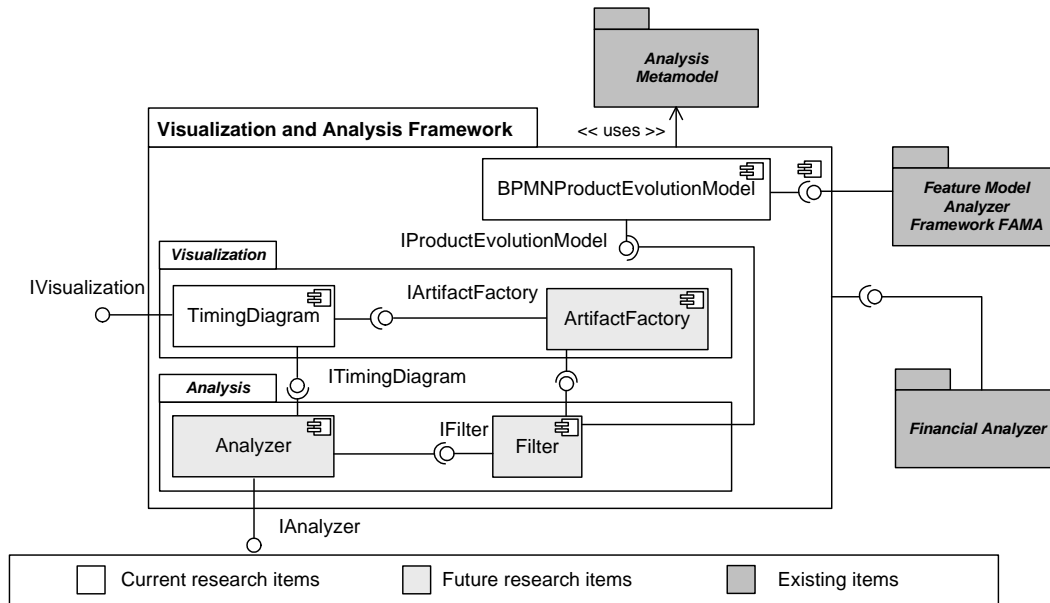 Analysis
Metamodel
Visualization and Analysis Framework
<< uses >>
BPMNProductEvolutionModel
Feature Model
Analyzer
Framework FAMA
IProductEvolutionModel
Visualization
IVisualization
TimingDiagram
IArtifactFactory
ArtifactFactory
ITimingDiagram
Analysis
Analyzer
IFilter
Filter
Financial Analyzer
IAnalyzer
Current research items
Future research items
Existing items